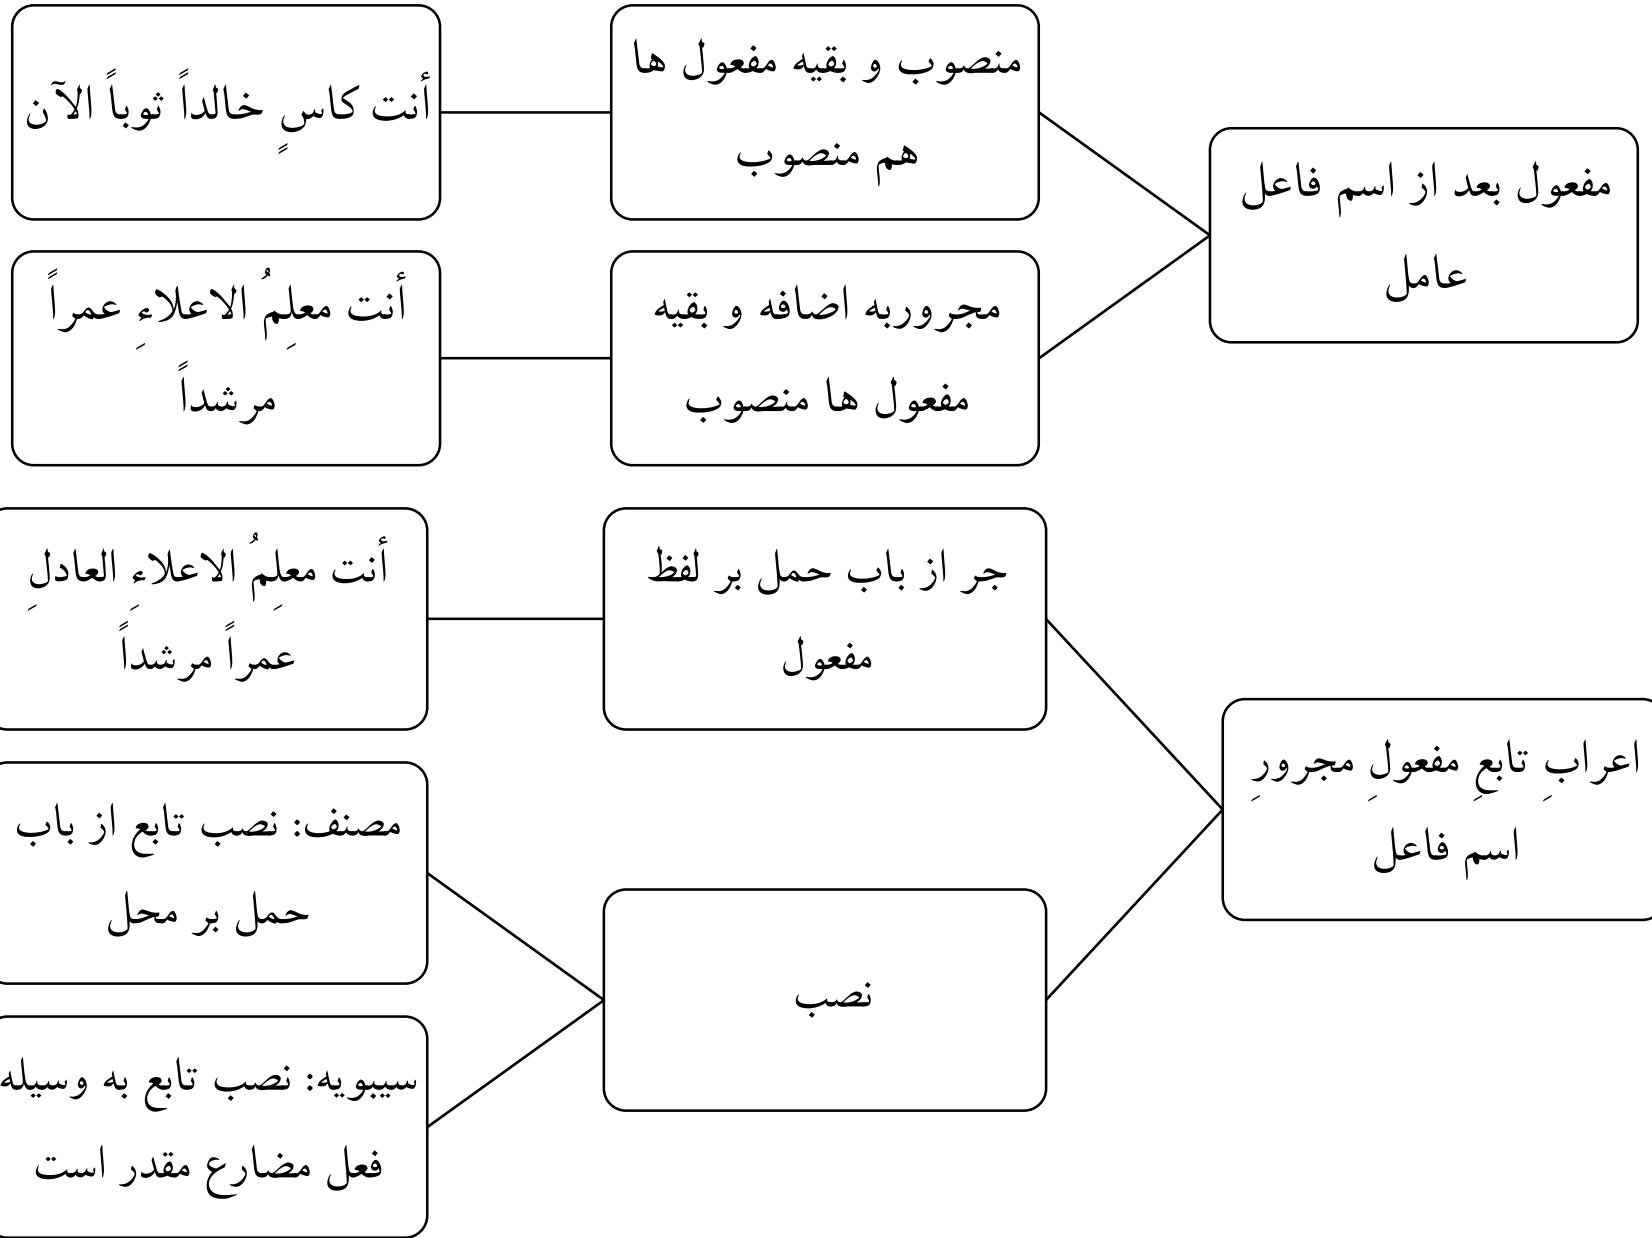 مفعول بعد از اسم فاعل
عامل
منصوب و بقیه مفعول ها
هم منصوب
أنت کاسٍ خالداً ثوباً الآن
مجروربه اضافه و بقیه
مفعول ها منصوب
أنت معلِمُ الاعلاءِ عمراً
مرشداً
اعرابِ تابعِ مفعولِ مجرورِ
اسم فاعل
جر از باب حمل بر لفظ
مفعول
أنت معلِمُ الاعلاءِ العادلِ
عمراً مرشداً
نصب
مصنف: نصب تابع از باب
حمل بر محل
سیبویه: نصب تابع به وسیله
فعل مضارع مقدر است